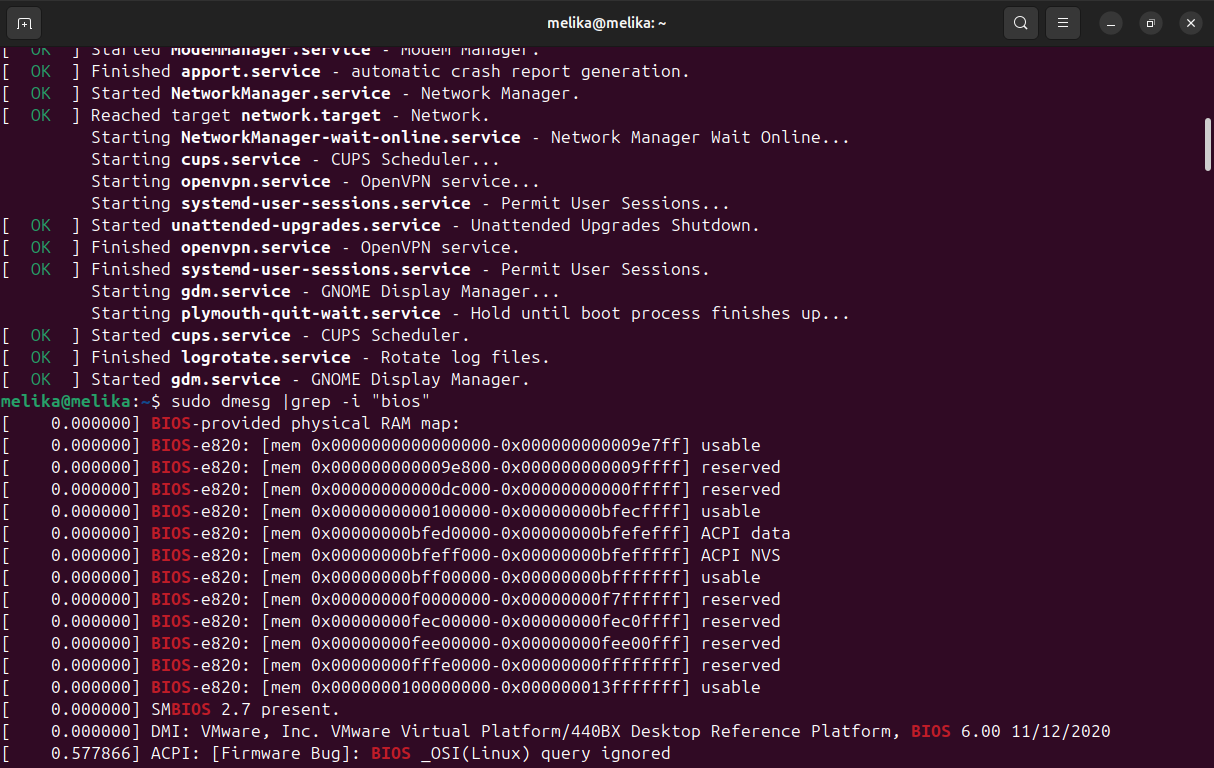 melika@melika: ~
[  OK  ] Started ModemManager.service - Modem Manager.
[  OK  ] Finished apport.service - automatic crash report generation.
[  OK  ] Started NetworkManager.service - Network Manager.
[  OK  ] Reached target network.target - Network.
         Starting NetworkManager-wait-online.service - Network Manager Wait Online...
         Starting cups.service - CUPS Scheduler...
         Starting openvpn.service - OpenVPN service...
         Starting systemd-user-sessions.service - Permit User Sessions...
[  OK  ] Started unattended-upgrades.service - Unattended Upgrades Shutdown.
[  OK  ] Finished openvpn.service - OpenVPN service.
[  OK  ] Finished systemd-user-sessions.service - Permit User Sessions.
         Starting gdm.service - GNOME Display Manager...
         Starting plymouth-quit-wait.service - Hold until boot process finishes up...
[  OK  ] Started cups.service - CUPS Scheduler.
[  OK  ] Finished logrotate.service - Rotate log files.
[  OK  ] Started gdm.service - GNOME Display Manager.
melika@melika:~$ sudo dmesg |grep -i "bios"
[    0.000000] BIOS-provided physical RAM map:
[    0.000000] BIOS-e820: [mem 0x0000000000000000-0x000000000009e7ff] usable
[    0.000000] BIOS-e820: [mem 0x000000000009e800-0x000000000009ffff] reserved
[    0.000000] BIOS-e820: [mem 0x00000000000dc000-0x00000000000fffff] reserved
[    0.000000] BIOS-e820: [mem 0x0000000000100000-0x00000000bfecffff] usable
[    0.000000] BIOS-e820: [mem 0x00000000bfed0000-0x00000000bfefefff] ACPI data
[    0.000000] BIOS-e820: [mem 0x00000000bfeff000-0x00000000bfefffff] ACPI NVS
[    0.000000] BIOS-e820: [mem 0x00000000bff00000-0x00000000bfffffff] usable
[    0.000000] BIOS-e820: [mem 0x00000000f0000000-0x00000000f7ffffff] reserved
[    0.000000] BIOS-e820: [mem 0x00000000fec00000-0x00000000fec0ffff] reserved
[    0.000000] BIOS-e820: [mem 0x00000000fee00000-0x00000000fee00fff] reserved
[    0.000000] BIOS-e820: [mem 0x00000000fffe0000-0x00000000ffffffff] reserved
[    0.000000] BIOS-e820: [mem 0x0000000100000000-0x000000013fffffff] usable
[    0.000000] SMBIOS 2.7 present.
[    0.000000] DMI: VMware, Inc. VMware Virtual Platform/440BX Desktop Reference Platform, BIOS 6.00 11/12/2020
[    0.577866] ACPI: [Firmware Bug]: BIOS _OSI(Linux) query ignored